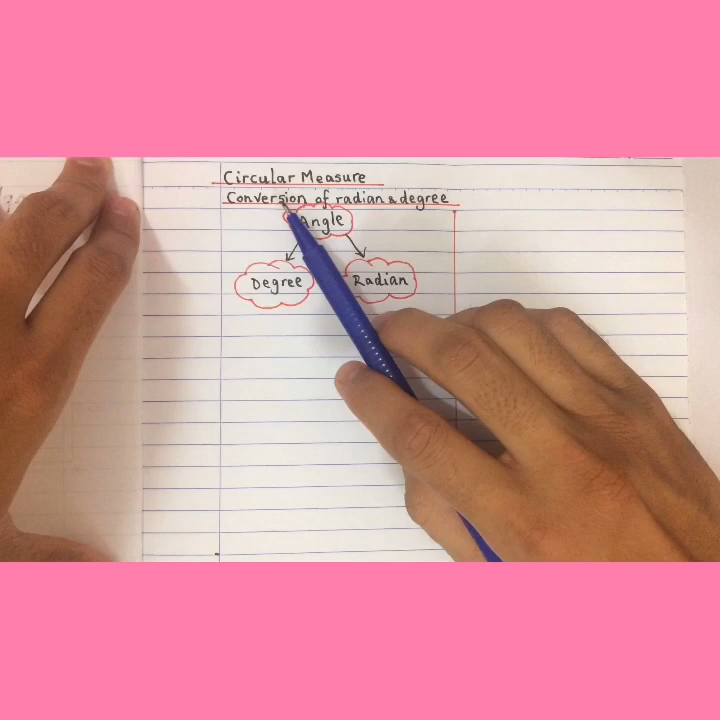 Circular Measure
Conversion of radian & degree
Angle
Degree
Radian